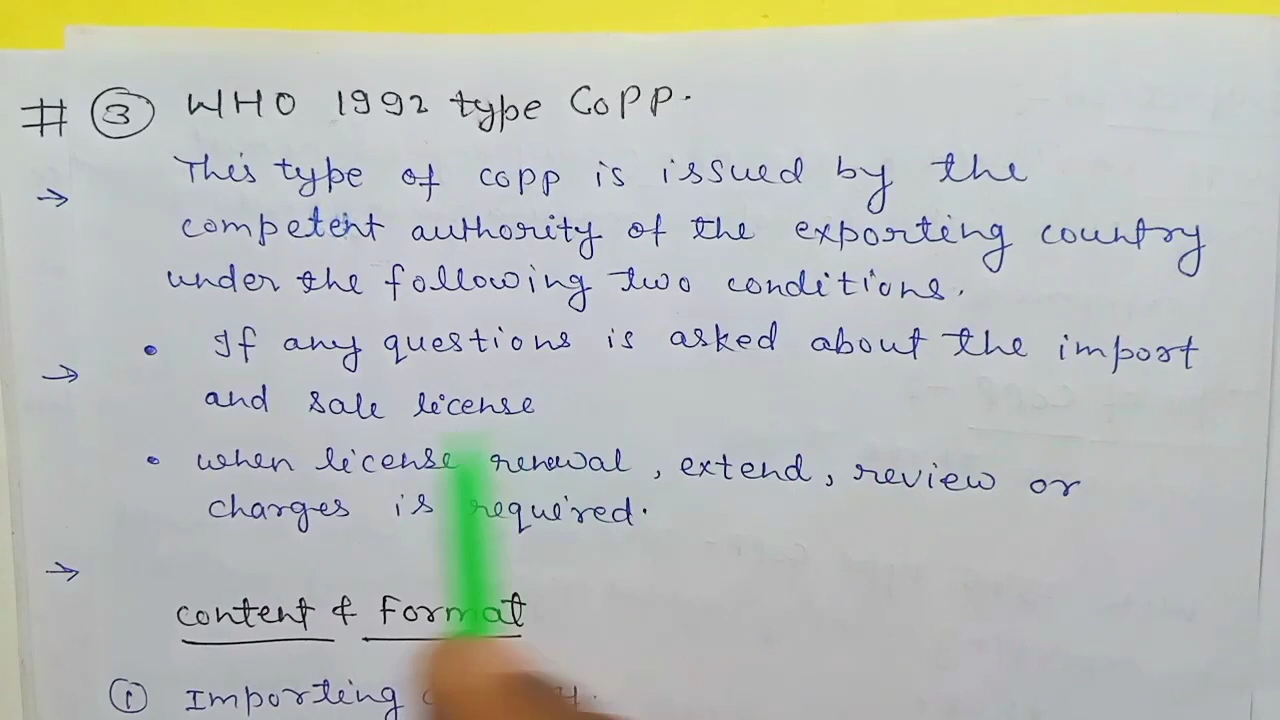 # ③ WHO 1992 type CoPP.
→ This type of copp is issued by the
competent authority of the exporting country
under the following two conditions.
• If any questions is asked about the import
→ and sale license
• when license renewal, extend, review or
charges is required.
→
content & Format
① Importing